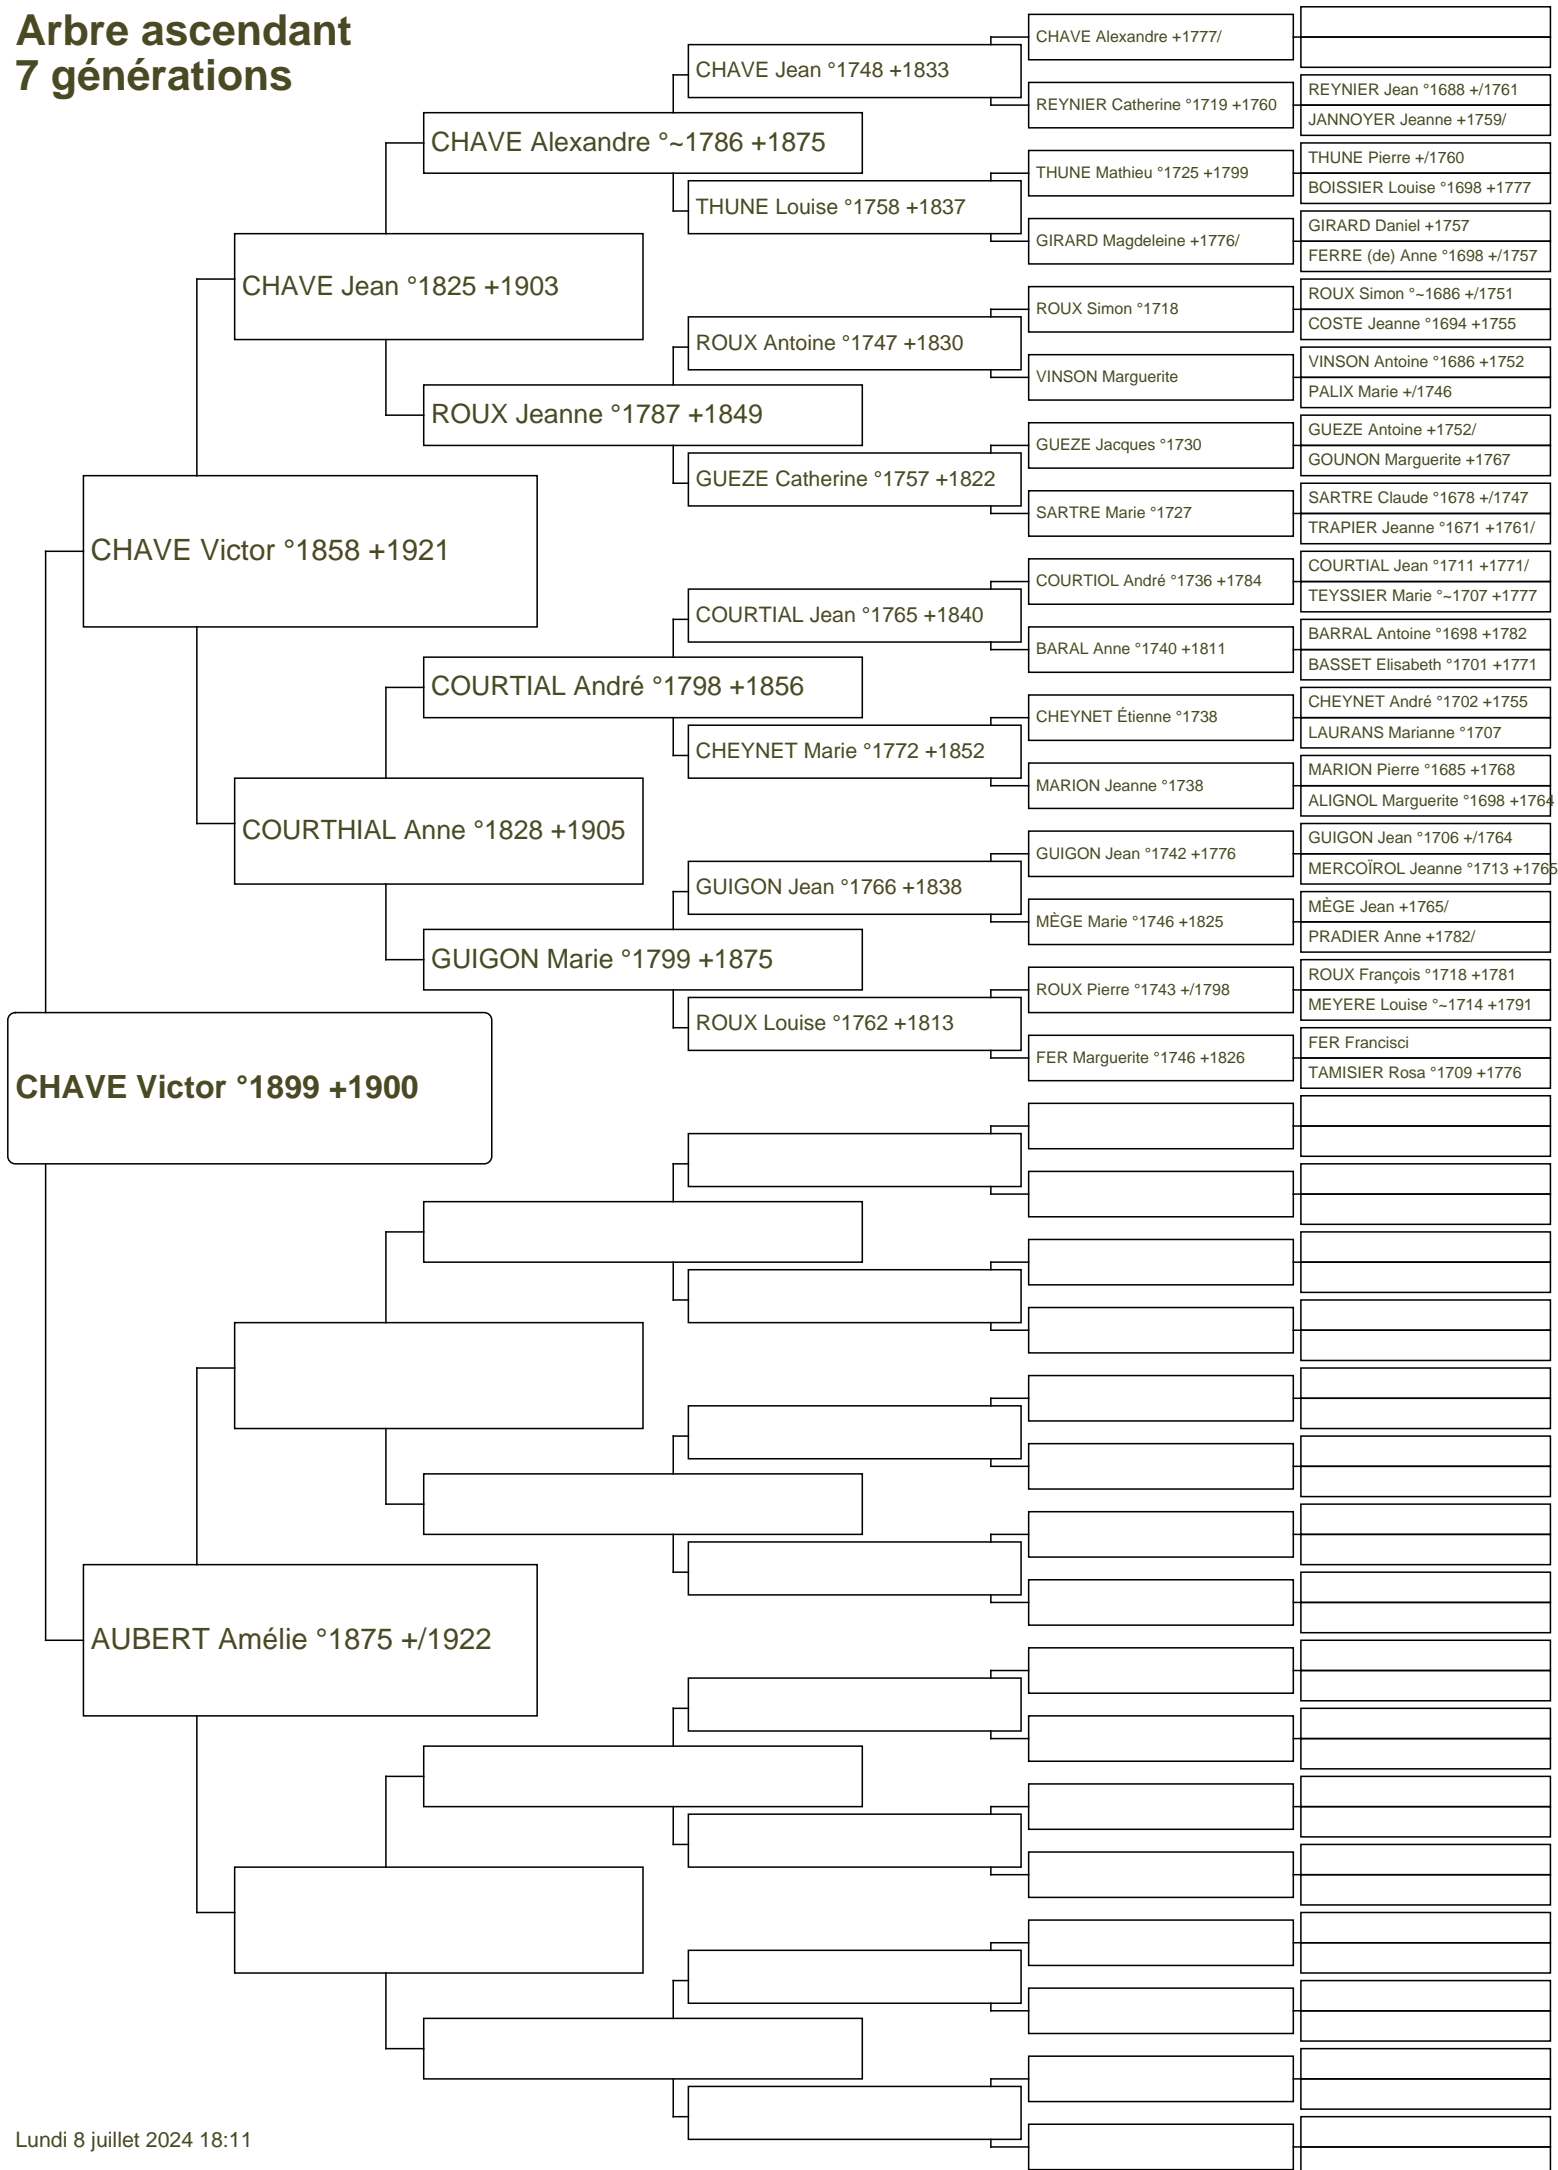 Arbre ascendant
7 générations
CHAVE Victor °1899 +1900
CHAVE Victor °1858 +1921
AUBERT Amélie °1875 +/1922
CHAVE Jean °1825 +1903
COURTHIAL Anne °1828 +1905
CHAVE Alexandre °~1786 +1875
ROUX Jeanne °1787 +1849
COURTIAL André °1798 +1856
GUIGON Marie °1799 +1875
CHAVE Jean °1748 +1833
THUNE Louise °1758 +1837
ROUX Antoine °1747 +1830
GUEZE Catherine °1757 +1822
COURTIAL Jean °1765 +1840
CHEYNET Marie °1772 +1852
GUIGON Jean °1766 +1838
ROUX Louise °1762 +1813
CHAVE Alexandre +1777/
REYNIER Catherine °1719 +1760
THUNE Mathieu °1725 +1799
GIRARD Magdeleine +1776/
ROUX Simon °1718
VINSON Marguerite
GUEZE Jacques °1730
SARTRE Marie °1727
COURTIOL André °1736 +1784
BARAL Anne °1740 +1811
CHEYNET Étienne °1738
MARION Jeanne °1738
GUIGON Jean °1742 +1776
MÈGE Marie °1746 +1825
ROUX Pierre °1743 +/1798
FER Marguerite °1746 +1826
REYNIER Jean °1688 +/1761
JANNOYER Jeanne +1759/
THUNE Pierre +/1760
BOISSIER Louise °1698 +1777
GIRARD Daniel +1757
FERRE (de) Anne °1698 +/1757
ROUX Simon °~1686 +/1751
COSTE Jeanne °1694 +1755
VINSON Antoine °1686 +1752
PALIX Marie +/1746
GUEZE Antoine +1752/
GOUNON Marguerite +1767
SARTRE Claude °1678 +/1747
TRAPIER Jeanne °1671 +1761/
COURTIAL Jean °1711 +1771/
TEYSSIER Marie °~1707 +1777
BARRAL Antoine °1698 +1782
BASSET Elisabeth °1701 +1771
CHEYNET André °1702 +1755
LAURANS Marianne °1707
MARION Pierre °1685 +1768
ALIGNOL Marguerite °1698 +1764
GUIGON Jean °1706 +/1764
MERCOÏROL Jeanne °1713 +1765
MÈGE Jean +1765/
PRADIER Anne +1782/
ROUX François °1718 +1781
MEYERE Louise °~1714 +1791
FER Francisci
TAMISIER Rosa °1709 +1776
Lundi 8 juillet 2024 18:11